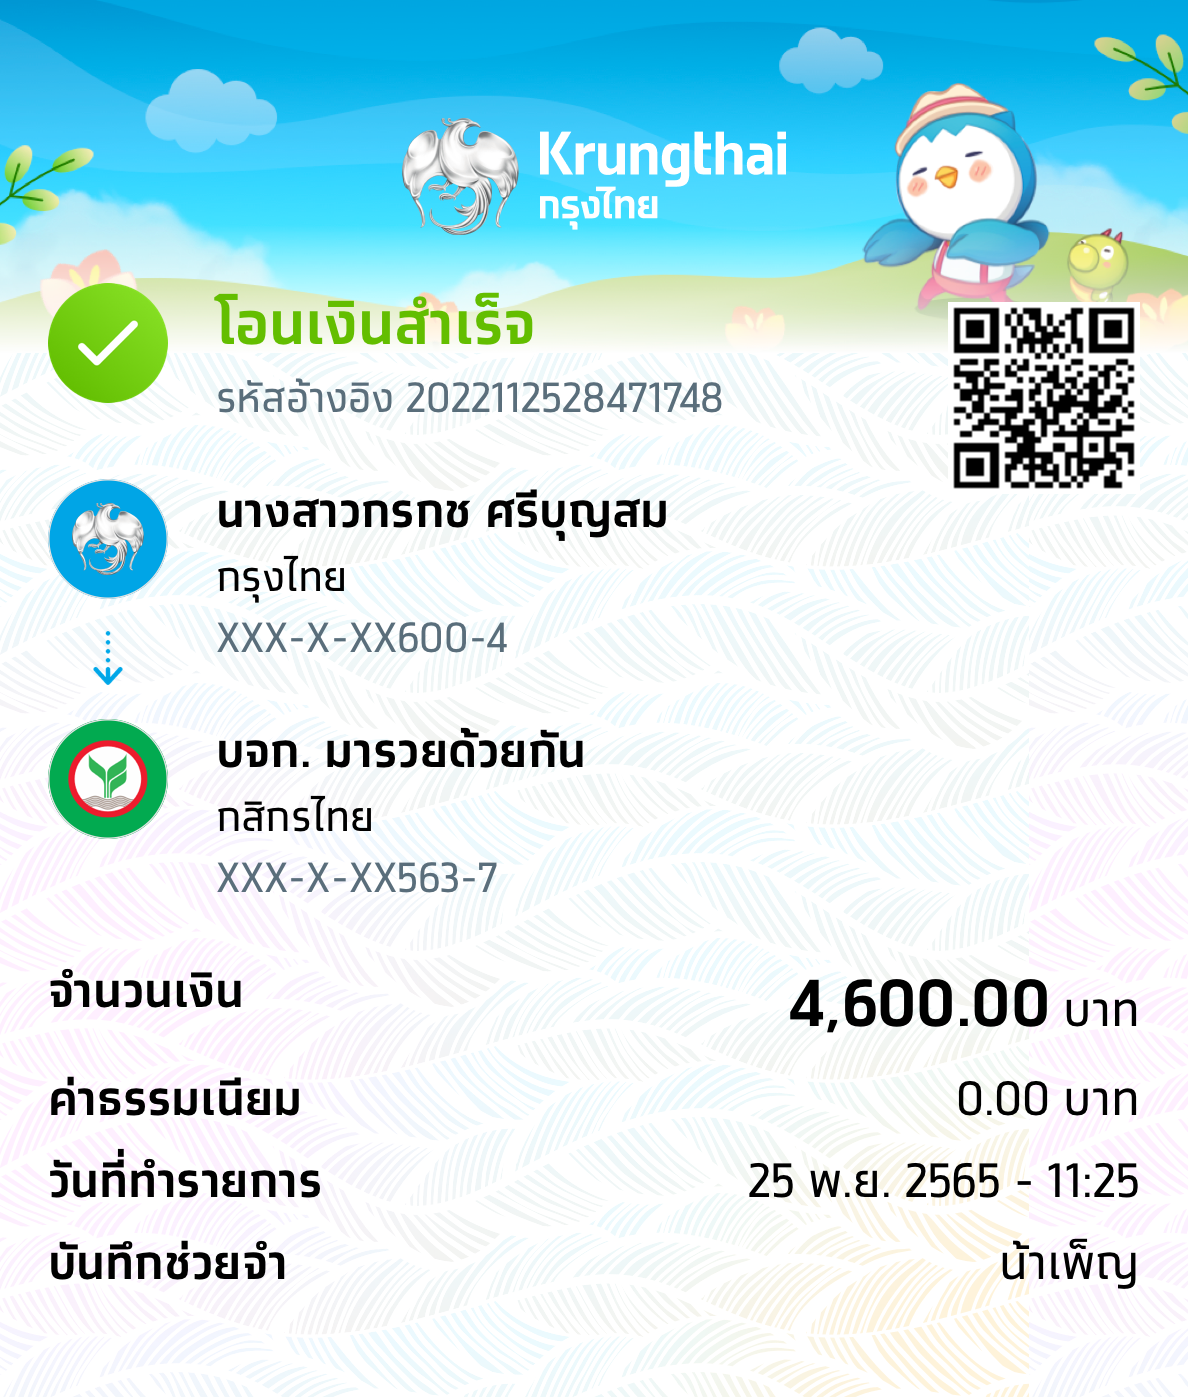 Krungthai
กรุงไทย
โอนเงินสำเร็จ
รหัสอ้างอิง 2022112528471748
นางสาวกรกช ศรีบุญสม
กรุงไทย
XXX-X-XX600-4
บจก. มารวยด้วยกัน
กสิกรไทย
XXX-X-XX563-7
จำนวนเงิน 4,600.00 บาท
ค่าธรรมเนียม 0.00 บาท
วันที่ทำรายการ 25 พ.ย. 2565 - 11:25
บันทึกช่วยจำ น้าเพ็ญ